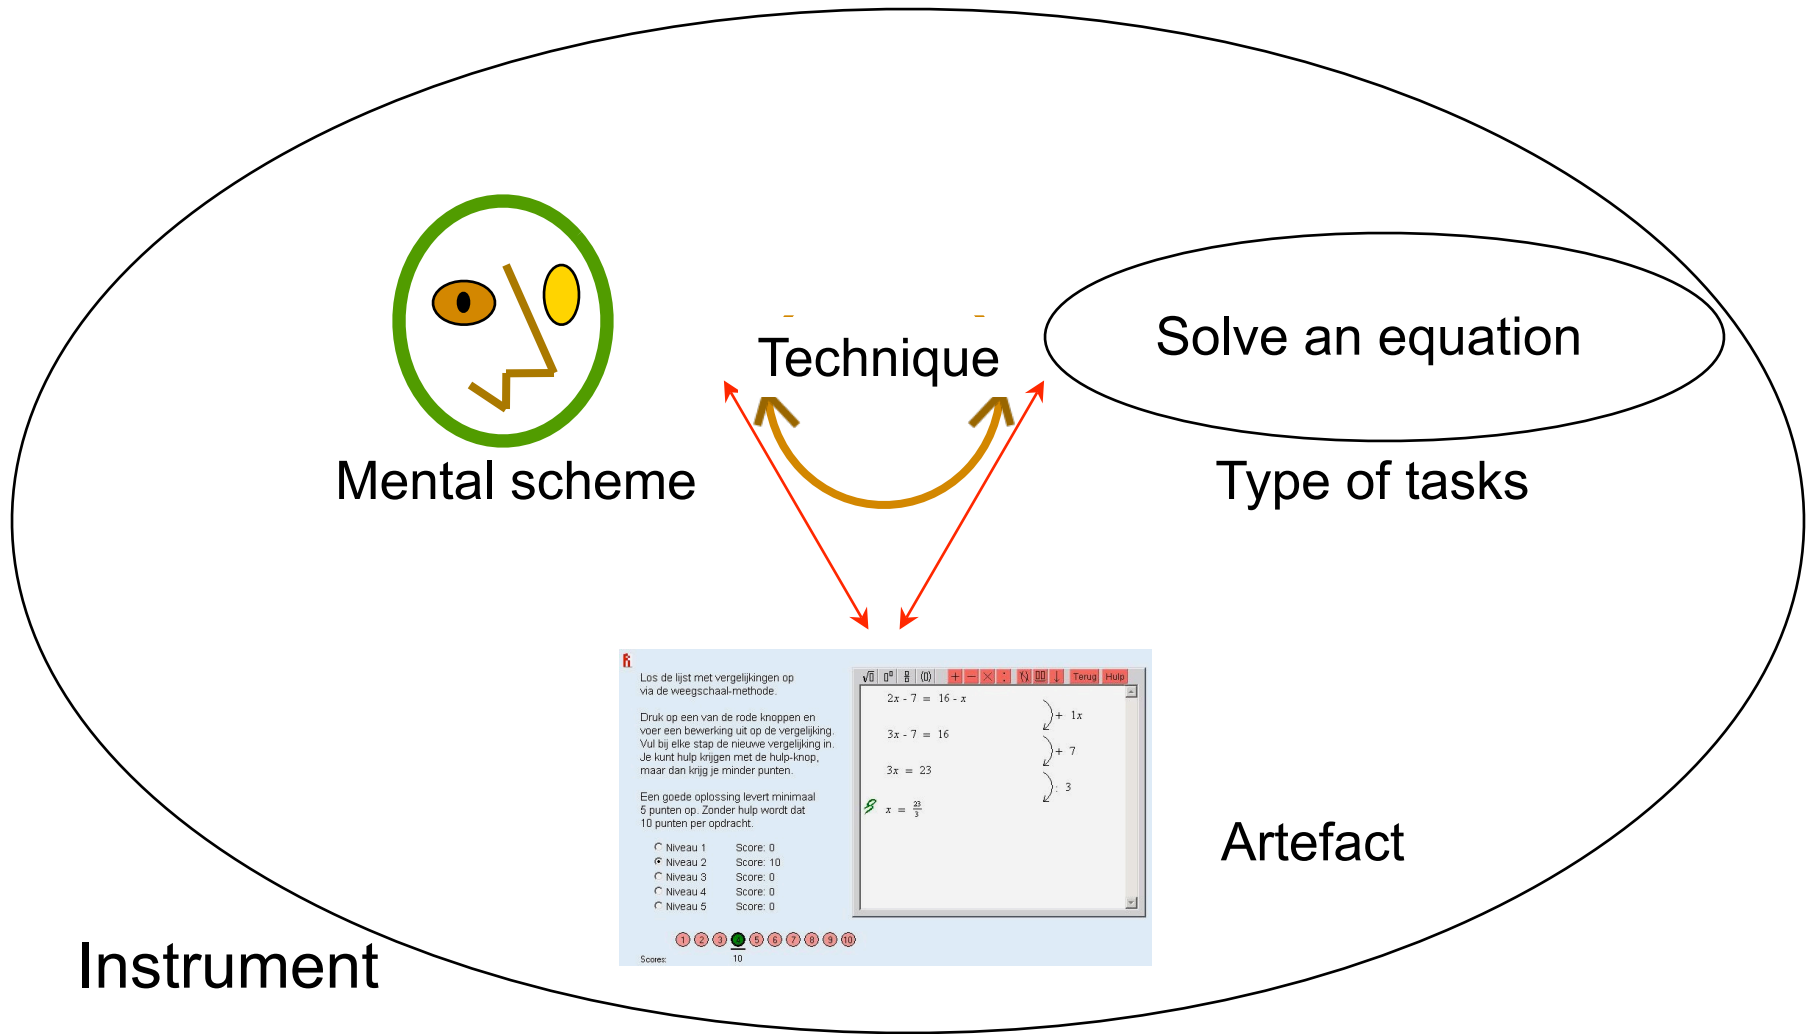 Technique
Solve an equation
Mental scheme
Type of tasks
Los de lijst met vergelijkingen op
via de weegschaal-methode.
Druk op een van de rode knoppen en
voer een bewerking uit op de vergelijking.
Vul bij elke stap de nieuwe vergelijking in.
Je kunt hulp krijgen met de hulp-knop,
maar dan krijg je minder punten.
Een goede oplossing levert minimaal
5 punten op. Zonder hulp wordt dat
10 punten per opdracht.
Niveau 1 Score: 0
Niveau 2 Score: 10
Niveau 3 Score: 0
Niveau 4 Score: 0
Niveau 5 Score: 0
1 2 3 4 5 6 7 8 9 10
Scores: 10
√0 (0) + − × : Terug Hulp
2x - 7 = 16 - x
+ 1x
3x - 7 = 16
+ 7
3x = 23
: 3
x = 23/3
Artefact
Instrument